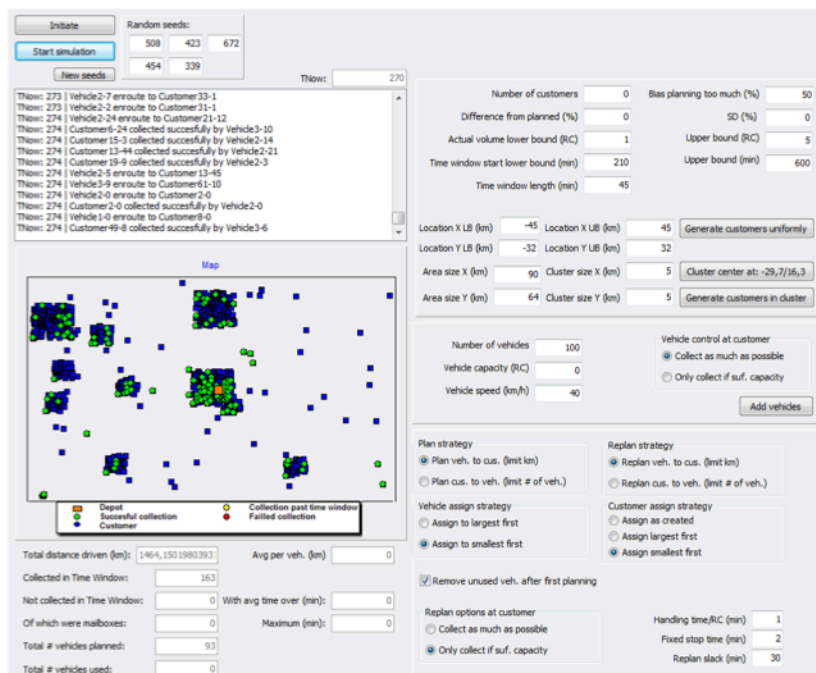 Initiate
Start simulation
New seeds
Random seeds:
508 423 672
454 339
TNow: 270
TNow: 273 | Vehicle2-7 enroute to Customer33-1
TNow: 273 | Vehicle2-2 enroute to Customer31-1
TNow: 274 | Vehicle2-24 enroute to Customer21-12
TNow: 274 | Customer6-24 collected succesfully by Vehicle3-10
TNow: 274 | Customer15-3 collected succesfully by Vehicle2-14
TNow: 274 | Customer13-44 collected succesfully by Vehicle2-21
TNow: 274 | Customer19-9 collected succesfully by Vehicle2-3
TNow: 274 | Vehicle2-5 enroute to Customer13-45
TNow: 274 | Vehicle3-9 enroute to Customer61-10
TNow: 274 | Vehicle2-0 enroute to Customer2-0
TNow: 274 | Customer2-0 collected succesfully by Vehicle2-0
TNow: 274 | Vehicle1-0 enroute to Customer8-0
TNow: 274 | Customer49-8 collected succesfully by Vehicle3-6
Map
Depot
Succesful collection
Customer
Collection past time window
Failled collection
Total distance driven (km): 1464,1501980393
Avg per veh. (km) 0
Collected in Time Window: 163
Not collected in Time Window: 0 With avg time over (min): 0
Of which were mailboxes: 0 Maximum (min): 0
Total # vehicles planned: 93
Total # vehicles used: 0
Number of customers 0 Bias planning too much (%) 50
Difference from planned (%) 0 SD (%) 0
Actual volume lower bound (RC) 1 Upper bound (RC) 5
Time window start lower bound (min) 210 Upper bound (min) 600
Time window length (min) 45
Location X LB (km) -45 Location X UB (km) 45 Generate customers uniformly
Location Y LB (km) -32 Location Y UB (km) 32
Area size X (km) 90 Cluster size X (km) 5 Cluster center at: -29,7/16,3
Area size Y (km) 64 Cluster size Y (km) 5 Generate customers in cluster
Number of vehicles 100
Vehicle capacity (RC) 0
Vehicle speed (km/h) 40
Vehicle control at customer
Collect as much as possible
Only collect if suf. capacity
Add vehicles
Plan strategy
Plan veh. to cus. (limit km)
Plan cus. to veh. (limit # of veh.)
Replan strategy
Replan veh. to cus. (limit km)
Replan cus. to veh. (limit # of veh.)
Vehicle assign strategy
Assign to largest first
Assign to smallest first
Customer assign strategy
Assign as created
Assign largest first
Assign smallest first
Remove unused veh. after first planning
Replan options at customer
Collect as much as possible
Only collect if suf. capacity
Handling time/RC (min) 1
Fixed stop time (min) 2
Replan slack (min) 30